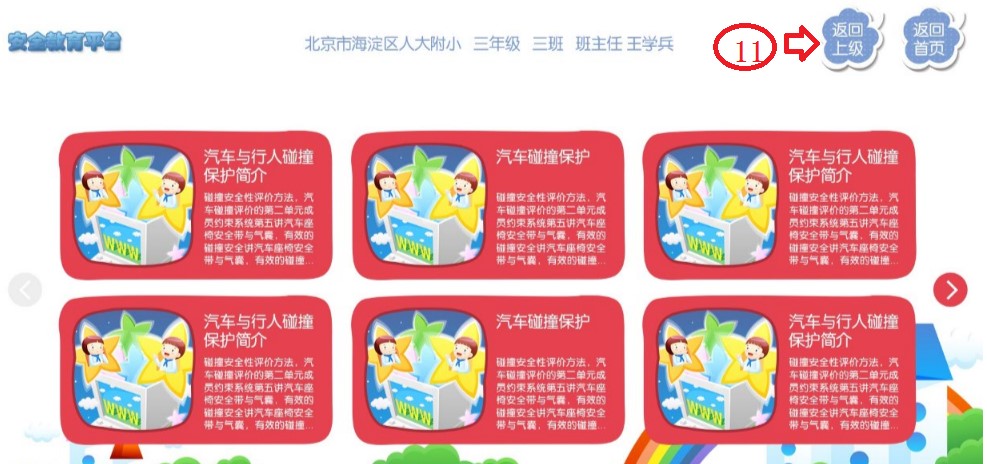 安全教育平台
北京市海淀区人大附小 三年级 三班 班主任 王学兵
11
返回
上级
返回
首页
汽车与行人碰撞
保护简介
碰撞安全性评价方法、汽
车碰撞评价的第二单元成
员约束系统第五讲汽车座
椅安全带与气囊，有效的
碰撞安全讲汽车座椅安全
带与气囊，有效的碰撞...
WWW
汽车碰撞保护
碰撞安全性评价方法、汽
车碰撞评价的第二单元成
员约束系统第五讲汽车座
椅安全带与气囊，有效的
碰撞安全讲汽车座椅安全
带与气囊，有效的碰撞...
WWW
汽车与行人碰撞
保护简介
碰撞安全性评价方法、汽
车碰撞评价的第二单元成
员约束系统第五讲汽车座
椅安全带与气囊，有效的
碰撞安全讲汽车座椅安全
带与气囊，有效的碰撞...
WWW
汽车与行人碰撞
保护简介
碰撞安全性评价方法、汽
车碰撞评价的第二单元成
员约束系统第五讲汽车座
椅安全带与气囊，有效的
碰撞安全讲汽车座椅安全
带与气囊，有效的碰撞...
WWW
汽车碰撞保护
碰撞安全性评价方法、汽
车碰撞评价的第二单元成
员约束系统第五讲汽车座
椅安全带与气囊，有效的
碰撞安全讲汽车座椅安全
带与气囊，有效的碰撞...
WWW
汽车与行人碰撞
保护简介
碰撞安全性评价方法、汽
车碰撞评价的第二单元成
员约束系统第五讲汽车座
椅安全带与气囊，有效的
碰撞安全讲汽车座椅安全
带与气囊，有效的碰撞...
WWW